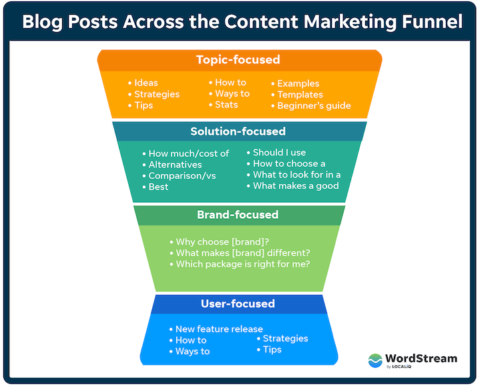 Blog Posts Across the Content Marketing Funnel
Topic-focused
• Ideas
• Strategies
• Tips
• How to
• Ways to
• Stats
• Examples
• Templates
• Beginner's guide
Solution-focused
• How much/cost of
• Alternatives
• Comparison/vs
• Best
• Should I use
• How to choose a
• What to look for in a
• What makes a good
Brand-focused
• Why choose [brand]?
• What makes [brand] different?
• Which package is right for me?
User-focused
• New feature release
• How to
• Ways to
• Strategies
• Tips
WordStream
by LOCALiQ